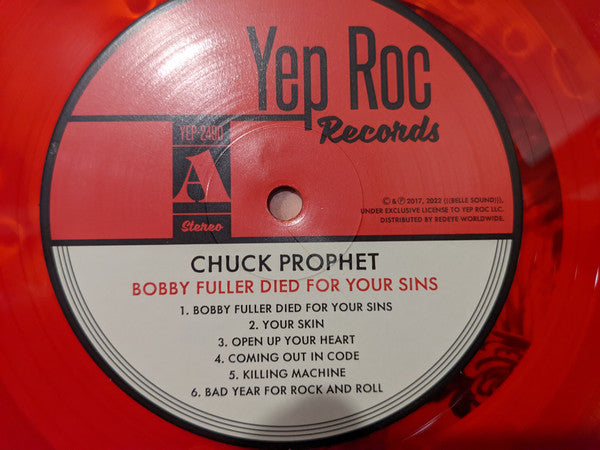 Yep Roc
Records
YEP-2490
A
Stereo
© & ℗ 2017, 2022 (((BELLE SOUND))),
UNDER EXCLUSIVE LICENSE TO YEP ROC LLC.
DISTRIBUTED BY REDEYE WORLDWIDE.
CHUCK PROPHET
BOBBY FULLER DIED FOR YOUR SINS
1. BOBBY FULLER DIED FOR YOUR SINS
2. YOUR SKIN
3. OPEN UP YOUR HEART
4. COMING OUT IN CODE
5. KILLING MACHINE
6. BAD YEAR FOR ROCK AND ROLL